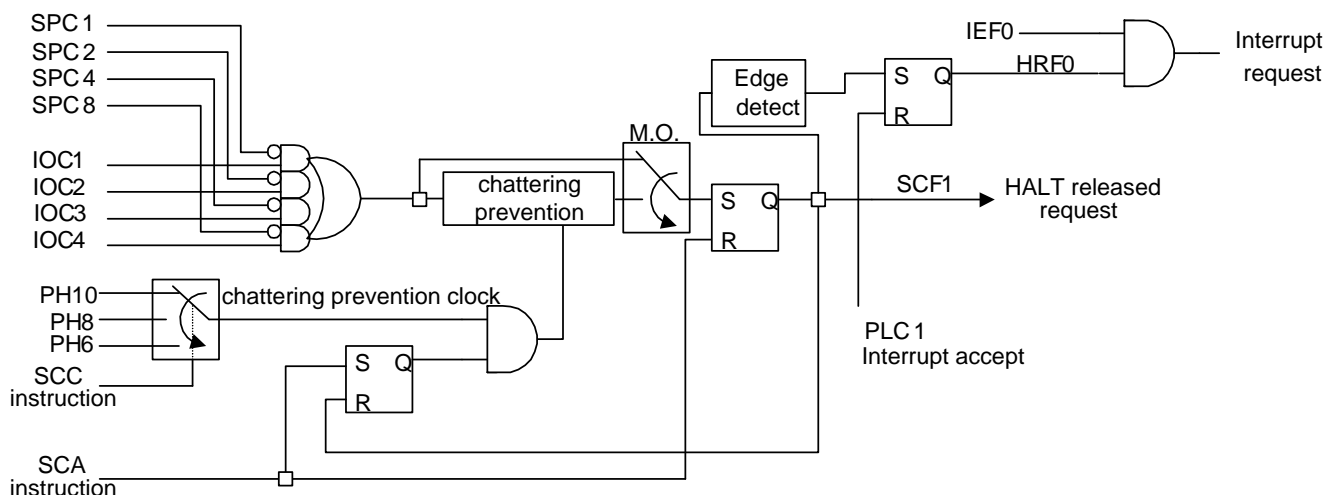 SPC 1
SPC 2
SPC 4
SPC 8
IOC1
IOC2
IOC3
IOC4
PH10
PH8
PH6
SCC
instruction
SCA
instruction
chattering prevention clock
chattering
prevention
M.O.
S Q
R
S Q
R
Edge
detect
S Q
R
IEF0
HRF0
Interrupt
request
SCF1
HALT released
request
PLC 1
Interrupt accept